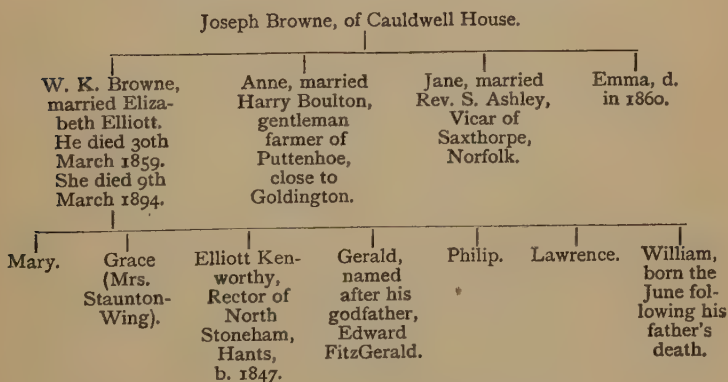 Joseph Browne, of Cauldwell House.
W. K. Browne,
married Eliza-
beth Elliott.
He died 30th
March 1859.
She died 9th
March 1894.
Anne, married
Harry Boulton,
gentleman
farmer of
Puttenhoe,
close to
Goldington.
Jane, married
Rev. S. Ashley,
Vicar of
Saxthorpe,
Norfolk.
Emma, d.
in 1860.
Mary.
Grace
(Mrs.
Staunton-
Wing).
Elliott Ken-
worthy,
Rector of
North
Stoneham,
Hants,
b. 1847.
Gerald,
named
after his
godfather,
Edward
FitzGerald.
Philip.
Lawrence.
William,
born the
June fol-
lowing his
father's
death.